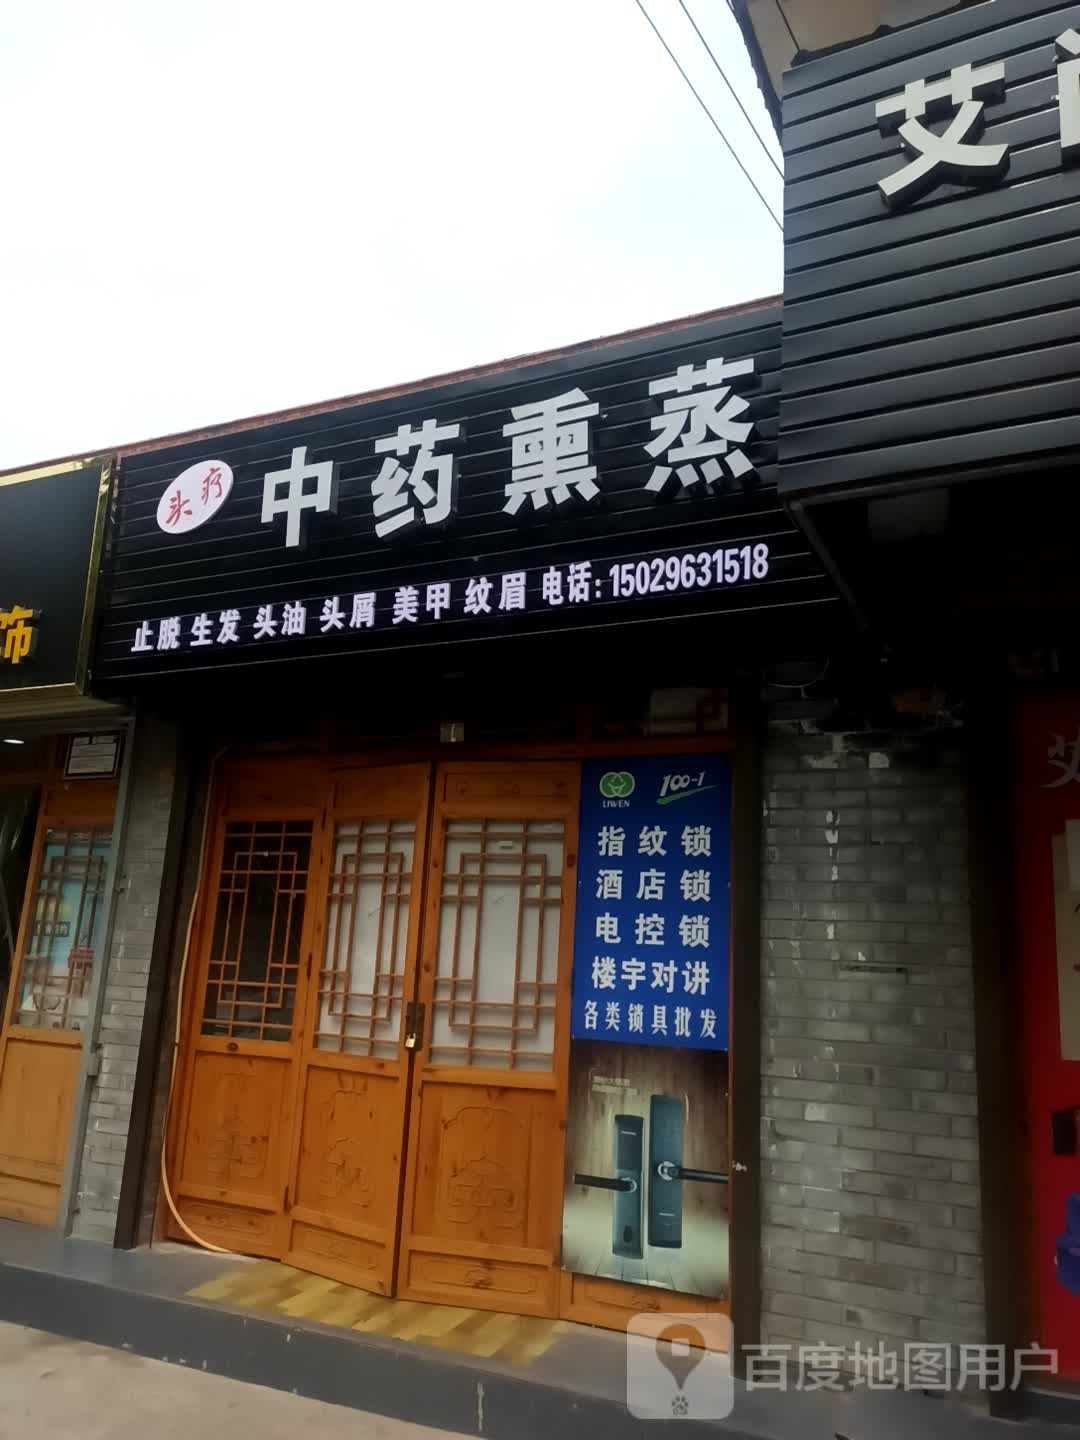 艾
头疗 中药熏蒸
止脱 生发 头油 头屑 美甲 纹眉 电话: 15029631518
饰
LIWEN 100-1
指纹锁
酒店锁
电控锁
楼宇对讲
各类锁具批发
艾
百度地图用户